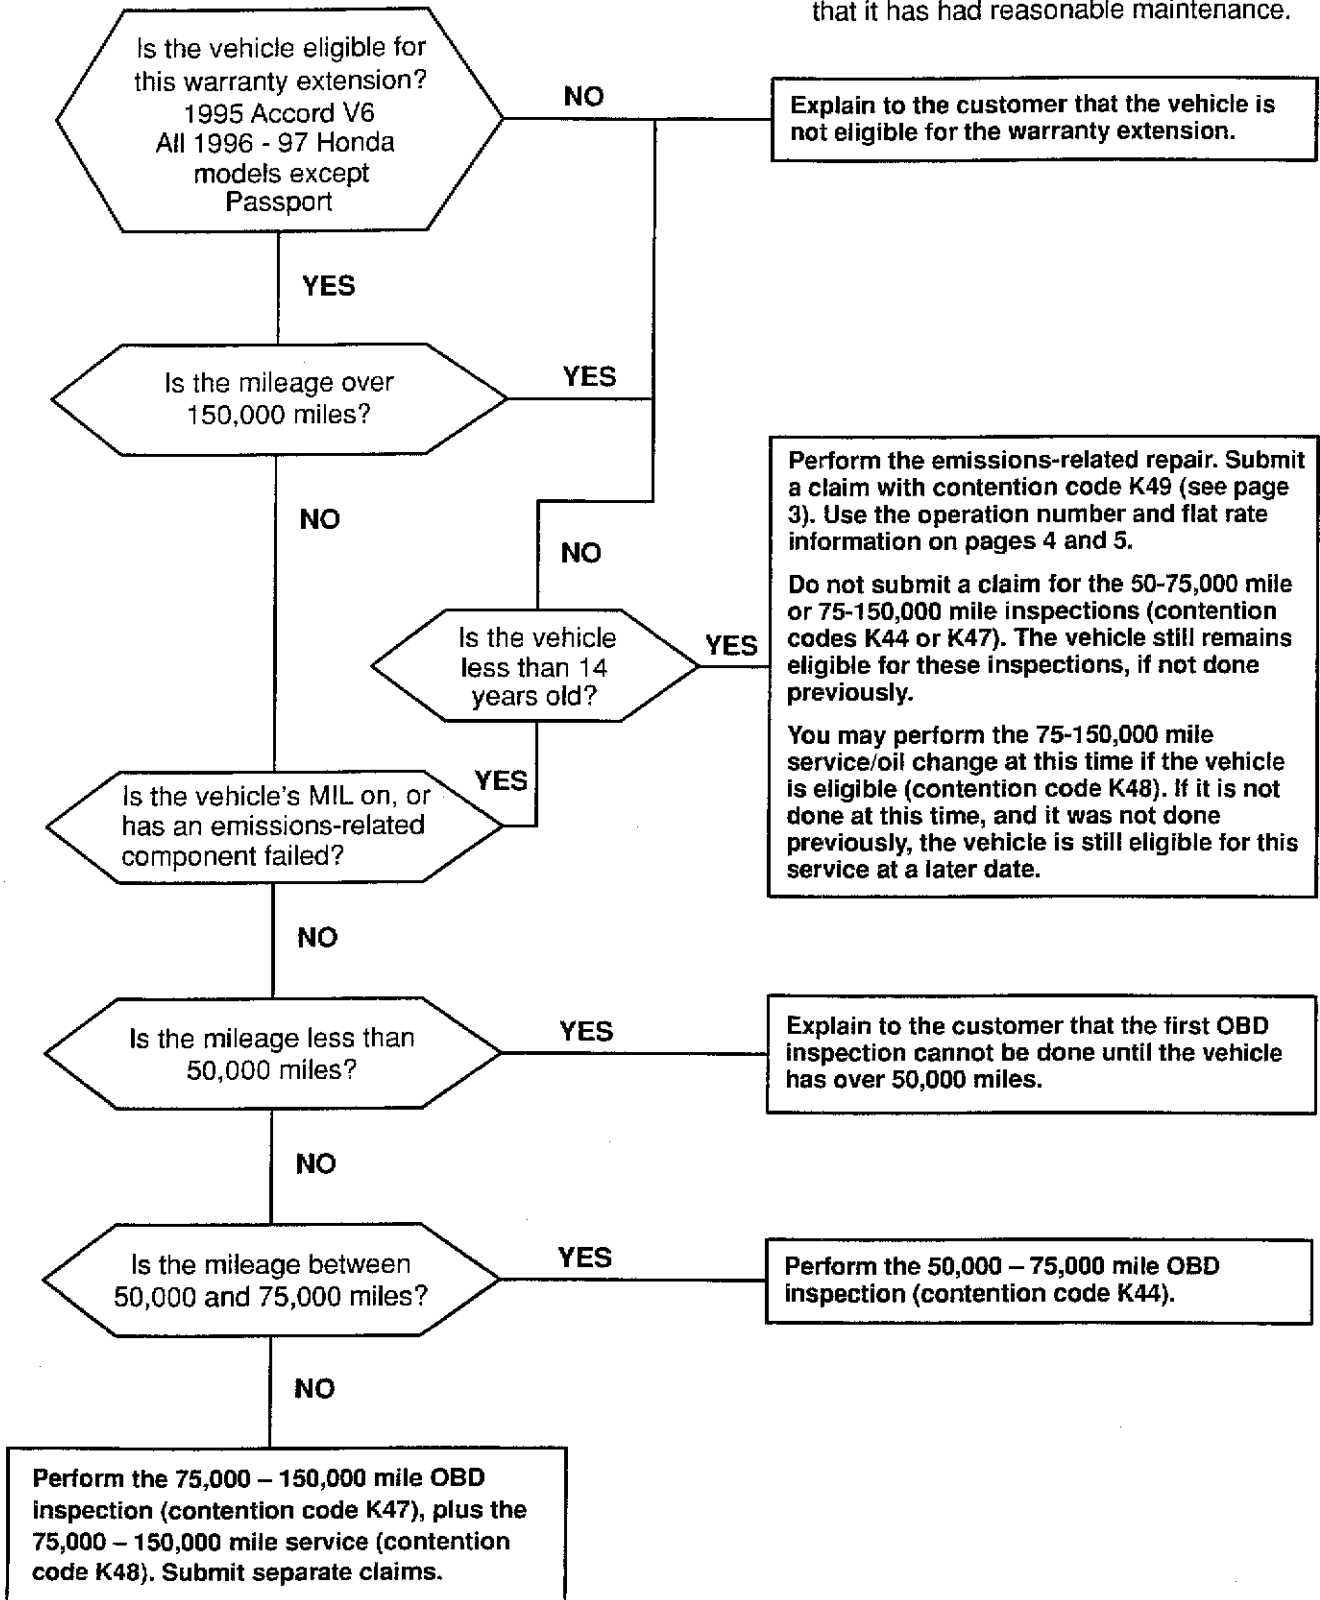 that it has had reasonable maintenance.
Is the vehicle eligible for
this warranty extension?
1995 Accord V6
All 1996 - 97 Honda
models except
Passport
NO
Explain to the customer that the vehicle is
not eligible for the warranty extension.
YES
Is the mileage over
150,000 miles?
YES
NO
NO
Is the vehicle
less than 14
years old?
YES
Perform the emissions-related repair. Submit
a claim with contention code K49 (see page
3). Use the operation number and flat rate
information on pages 4 and 5.
Do not submit a claim for the 50-75,000 mile
or 75-150,000 mile inspections (contention
codes K44 or K47). The vehicle still remains
eligible for these inspections, if not done
previously.
You may perform the 75-150,000 mile
service/oil change at this time if the vehicle
is eligible (contention code K48). If it is not
done at this time, and it was not done
previously, the vehicle is still eligible for this
service at a later date.
Is the vehicle's MIL on, or
has an emissions-related
component failed?
YES
NO
Is the mileage less than
50,000 miles?
YES
Explain to the customer that the first OBD
inspection cannot be done until the vehicle
has over 50,000 miles.
NO
Is the mileage between
50,000 and 75,000 miles?
YES
Perform the 50,000 – 75,000 mile OBD
inspection (contention code K44).
NO
Perform the 75,000 – 150,000 mile OBD
inspection (contention code K47), plus the
75,000 – 150,000 mile service (contention
code K48). Submit separate claims.